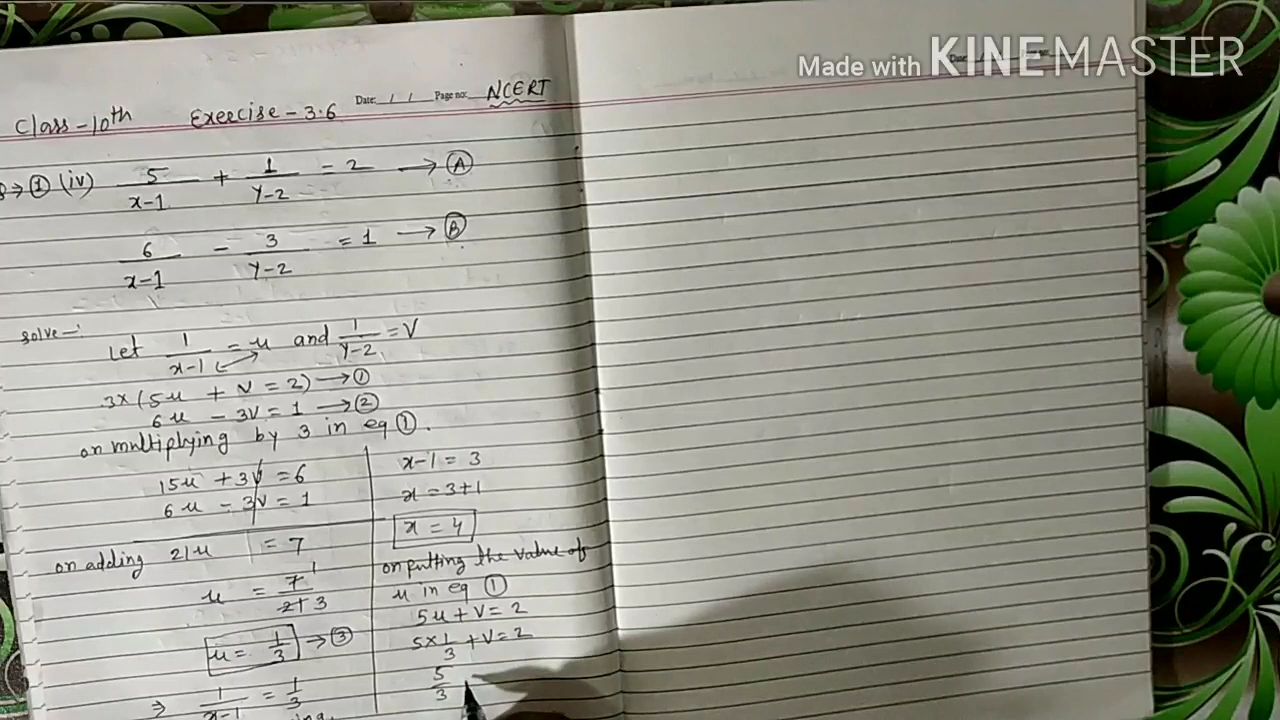 Made with KINEMASTER
Date: / / Page no: NCERT
Class-10th Exercise-3.6
① (iv) 5/(x-1) + 1/(y-2) = 2 → Ⓐ
6/(x-1) - 3/(y-2) = 1 → Ⓑ
solve-:
Let 1/(x-1) = u and 1/(y-2) = V
3×(5u + v = 2) → ①
6u - 3v = 1 → ②
on multiplying by 3 in eq ①.
15u + 3v = 6
6u - 3v = 1
on adding 21u = 7
u = 7/21 1 3
u = 1/3 → ③
⇒ 1/(x-1) = 1/3
x-1 = 3
x = 3+1
x = 4
on putting the value of
u in eq ①
5u + v = 2
5×1/3 + v = 2
5/3